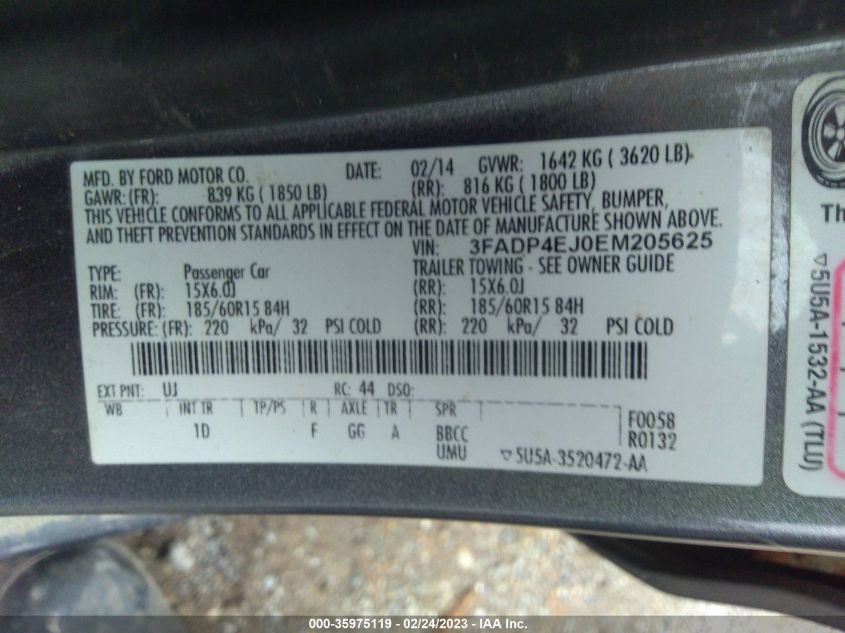 MFD. BY FORD MOTOR CO. DATE: 02/14 GVWR: 1642 KG ( 3620 LB)
GAWR: (FR): 839 KG ( 1850 LB) (RR): 816 KG ( 1800 LB)
THIS VEHICLE CONFORMS TO ALL APPLICABLE FEDERAL MOTOR VEHICLE SAFETY, BUMPER,
AND THEFT PREVENTION STANDARDS IN EFFECT ON THE DATE OF MANUFACTURE SHOWN ABOVE.
VIN: 3FADP4EJ0EM205625
TYPE: Passenger Car TRAILER TOWING - SEE OWNER GUIDE
RIM: (FR): 15X6.0J (RR): 15X6.0J
TIRE: (FR): 185/60R15 84H (RR): 185/60R15 84H
PRESSURE: (FR): 220 kPa/ 32 PSI COLD (RR): 220 kPa/ 32 PSI COLD
EXT PNT: UJ RC: 44 DSO:
WB INT TR TP/PS R AXLE TR SPR
1D F GG A BBCC
UMU
F0058
R0132
▽5U5A-3520472-AA
Th
▽5U5A-1532-AA (TLU)
000-35975119 - 02/24/2023 - IAA Inc.